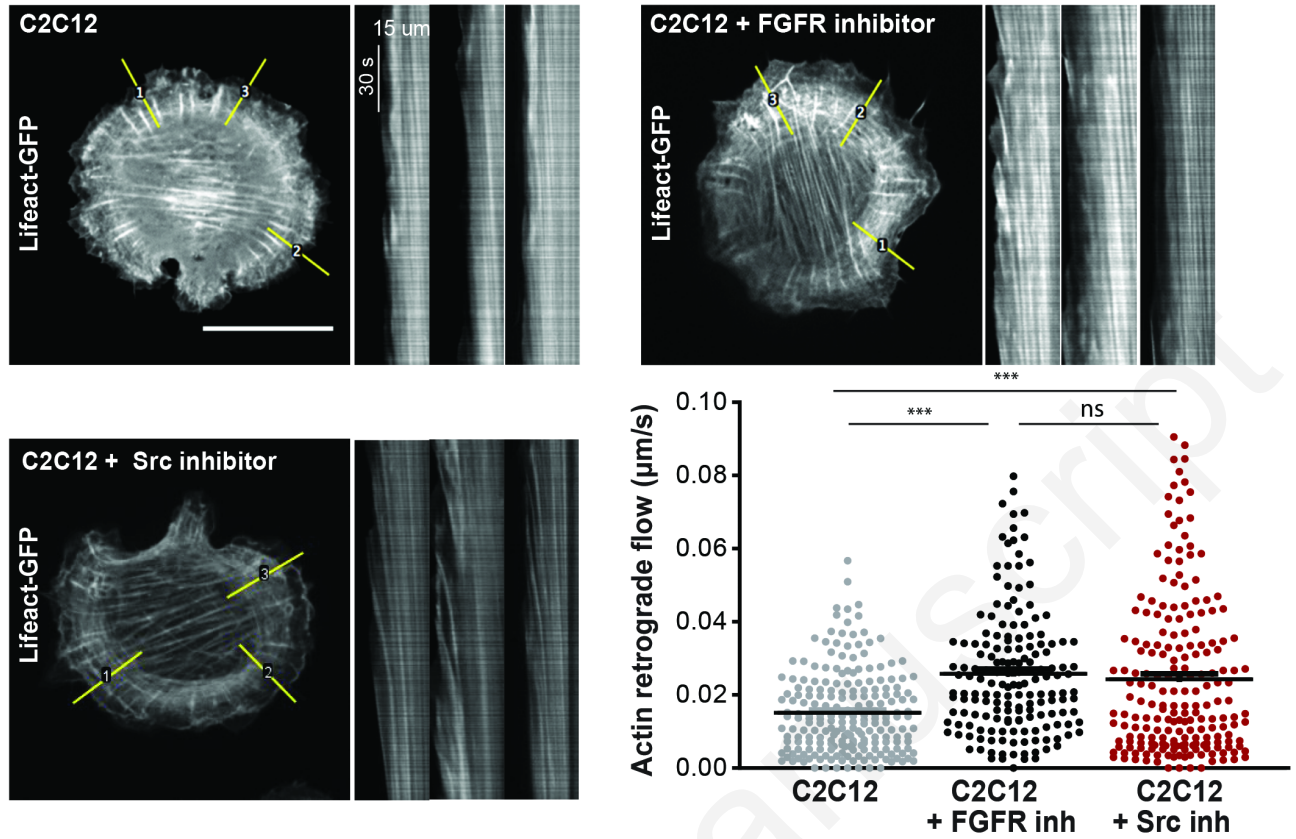 C2C12
Lifeact-GFP
1
3
2
15 um
30 s
C2C12 + FGFR inhibitor
Lifeact-GFP
3
2
1
C2C12 + Src inhibitor
Lifeact-GFP
3
1
2
Actin retrograde flow (µm/s)
***
***
ns
0.10
0.08
0.06
0.04
0.02
0.00
C2C12
C2C12
+ FGFR inh
C2C12
+ Src inh
anuscript